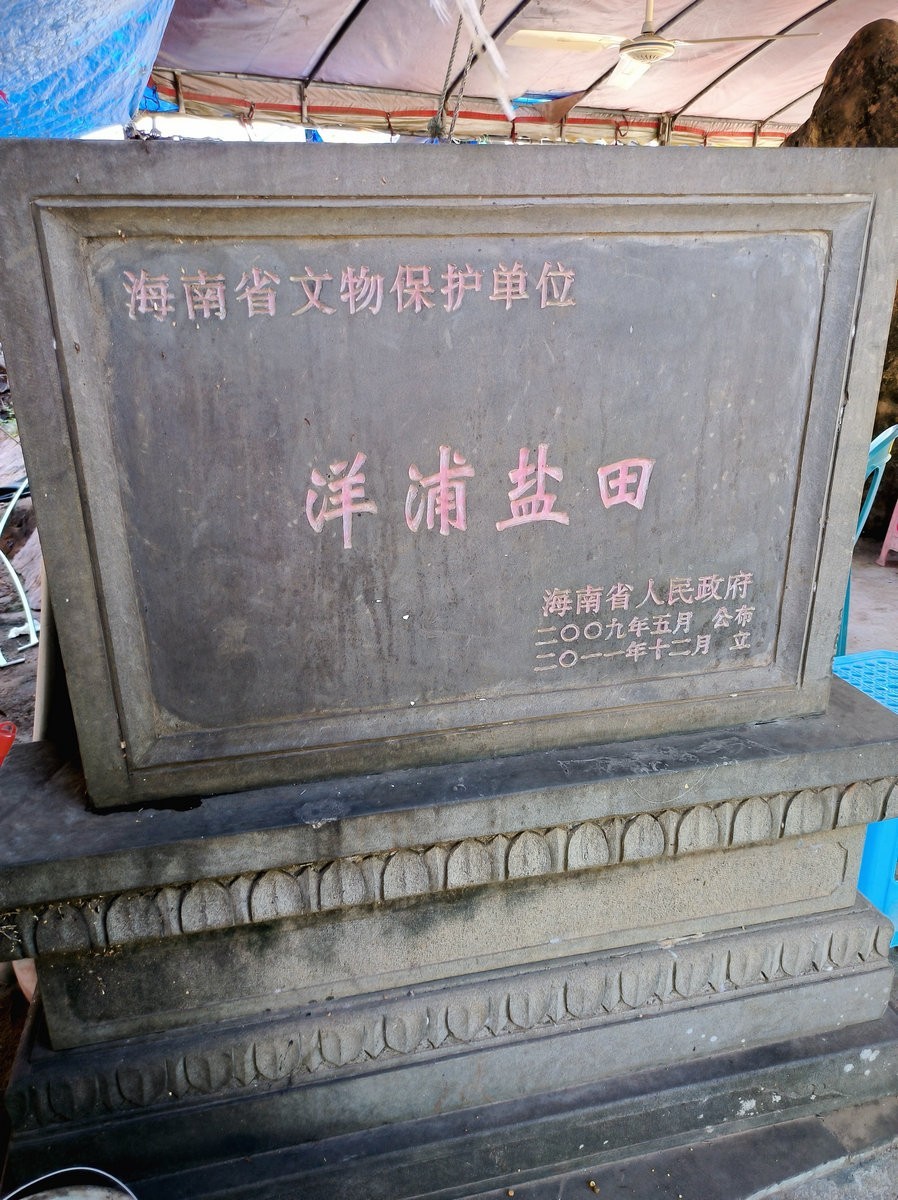 海南省文物保护单位
洋浦盐田
海南省人民政府
二〇〇九年五月 公布
二〇一一年十二月 立